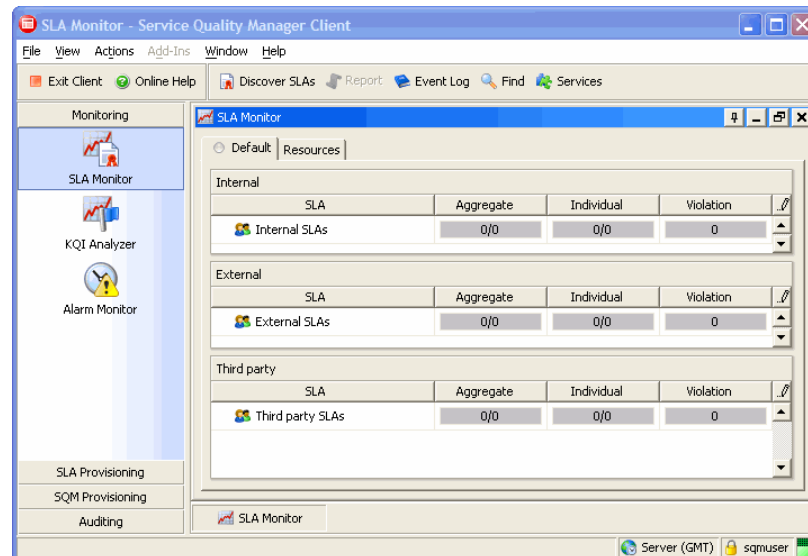 SLA Monitor - Service Quality Manager Client
File View Actions Add-Ins Window Help
Exit Client Online Help Discover SLAs Report Event Log Find Services
Monitoring
SLA Monitor
KQI Analyzer
Alarm Monitor
SLA Provisioning
SQM Provisioning
Auditing
SLA Monitor
Default Resources
Internal
SLA Aggregate Individual Violation
Internal SLAs 0/0 0/0 0
External
SLA Aggregate Individual Violation
External SLAs 0/0 0/0 0
Third party
SLA Aggregate Individual Violation
Third party SLAs 0/0 0/0 0
SLA Monitor
Server (GMT) sqmuser